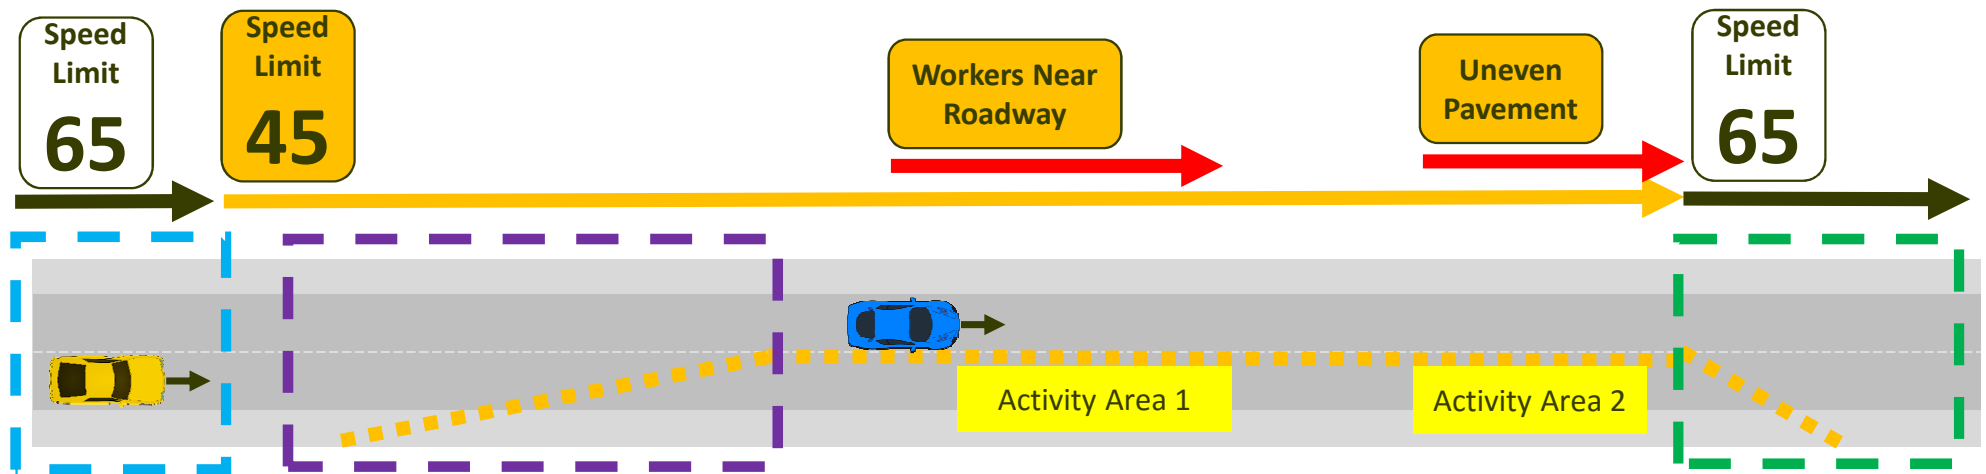 Speed
Limit
65
Speed
Limit
45
Workers Near
Roadway
Uneven
Pavement
Speed
Limit
65
Activity Area 1
Activity Area 2